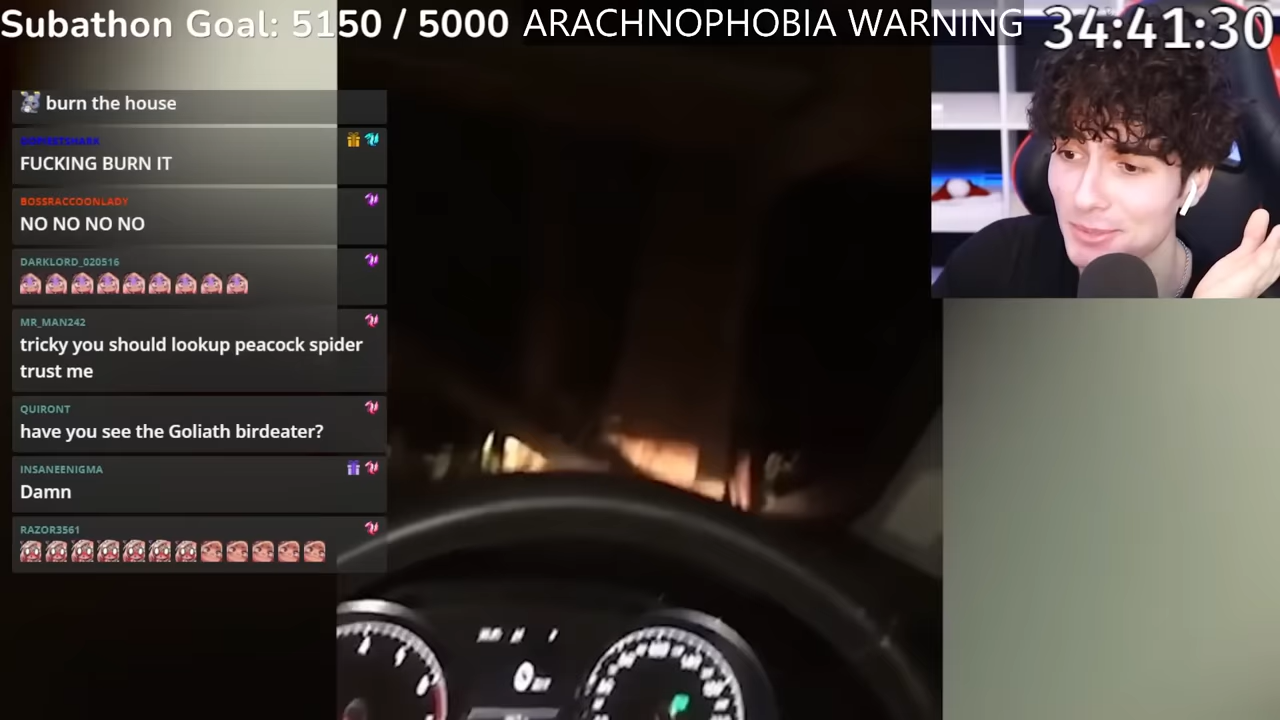 Subathon Goal: 5150 / 5000 ARACHNOPHOBIA WARNING 34:41:30
burn the house
FUCKING BURN IT
BOSSRACCOONLADY
NO NO NO NO
DARKLORD_020516
MR_MAN242
tricky you should lookup peacock spider
trust me
QUIRONT
have you see the Goliath birdeater?
INSANEENIGMA
Damn
RAZOR3561